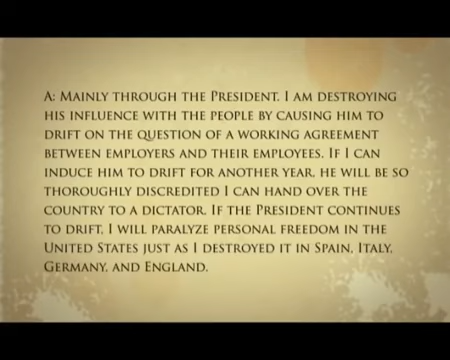 A: Mainly through the President. I am destroying
his influence with the people by causing him to
drift on the question of a working agreement
between employers and their employees. If I can
induce him to drift for another year, he will be so
thoroughly discredited I can hand over the
country to a dictator. If the President continues
to drift, I will paralyze personal freedom in the
United States just as I destroyed it in Spain, Italy,
Germany, and England.